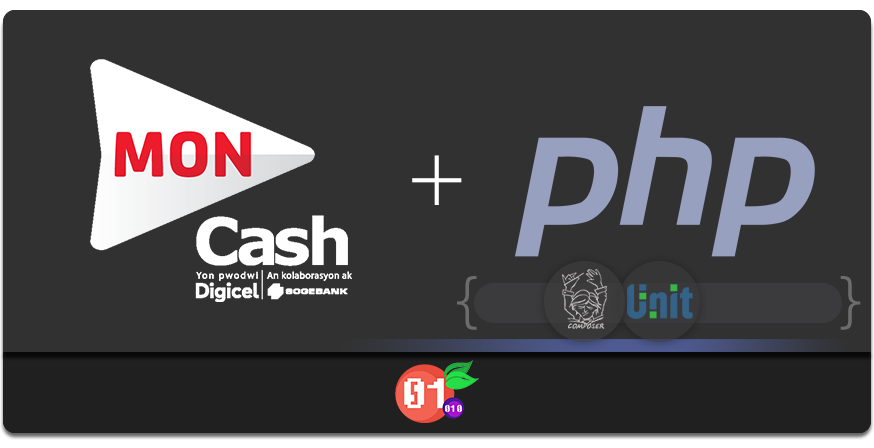 MON
Cash
Yon pwodwi
Digicel
An kolaborasyon ak
SOGEBANK
+
php
{ }
COMPOSER
Unit
01
010